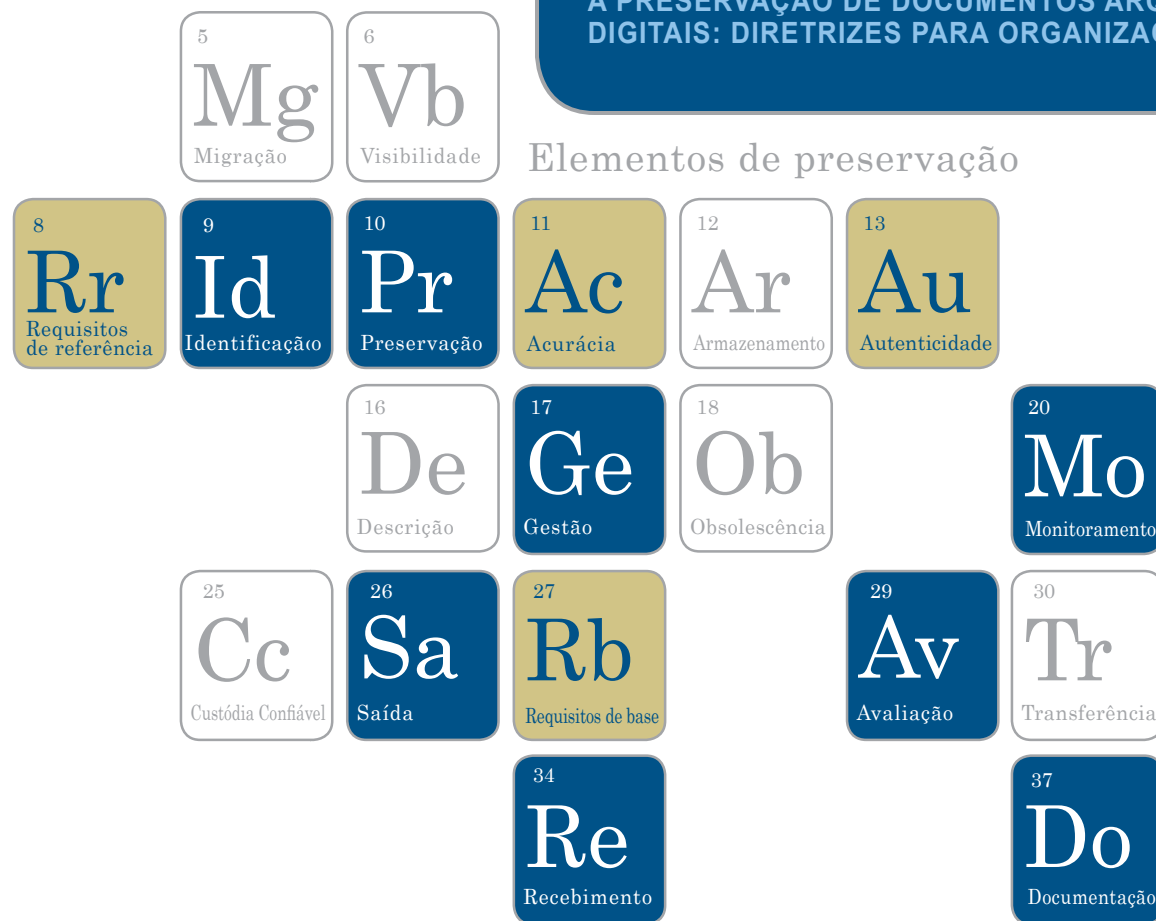 A PRESERVAÇÃO DE DOCUMENTOS
DIGITAIS: DIRETRIZES PARA
5
Mg
Migração
6
Vb
Visibilidade
Elementos de preservação
8
Rr
Requisitos
de referência
9
Id
Identificação
10
Pr
Preservação
11
Ac
Acurácia
12
Ar
Armazenamento
13
Au
Autenticidade
16
De
Descrição
17
Ge
Gestão
18
Ob
Obsolescência
20
Mo
Monitoramento
25
Cc
Custódia Confiável
26
Sa
Saída
27
Rb
Requisitos de base
29
Av
Avaliação
30
Tr
Transferência
34
Re
Recebimento
37
Do
Documentação